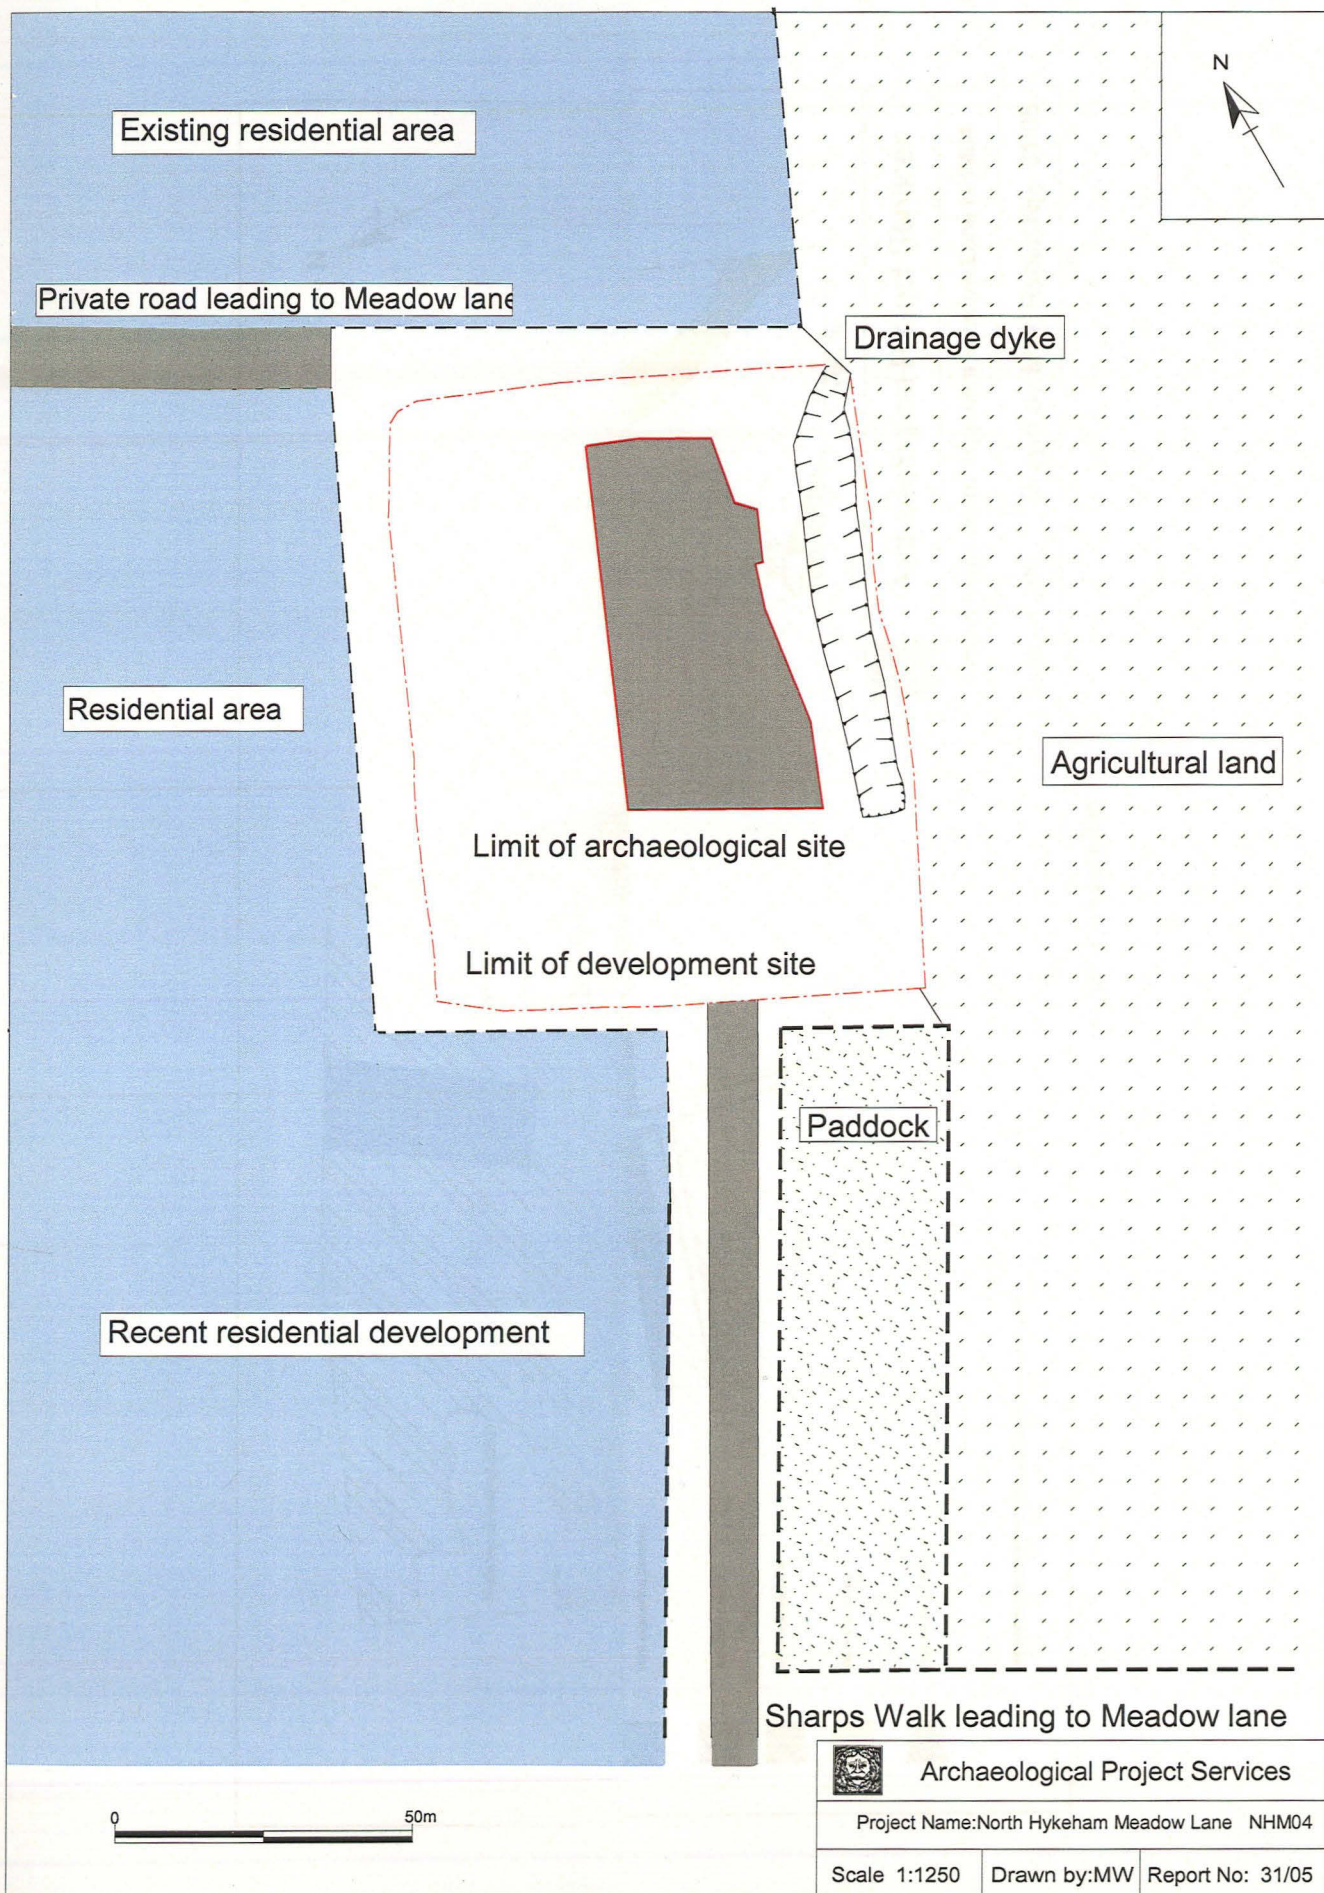 N
Existing residential area
Private road leading to Meadow lane
Drainage dyke
Residential area
Agricultural land
Limit of archaeological site
Limit of development site
Paddock
Recent residential development
Sharps Walk leading to Meadow lane
0 50m
Archaeological Project Services
Project Name:North Hykeham Meadow Lane NHM04
Scale 1:1250 Drawn by:MW Report No: 31/05